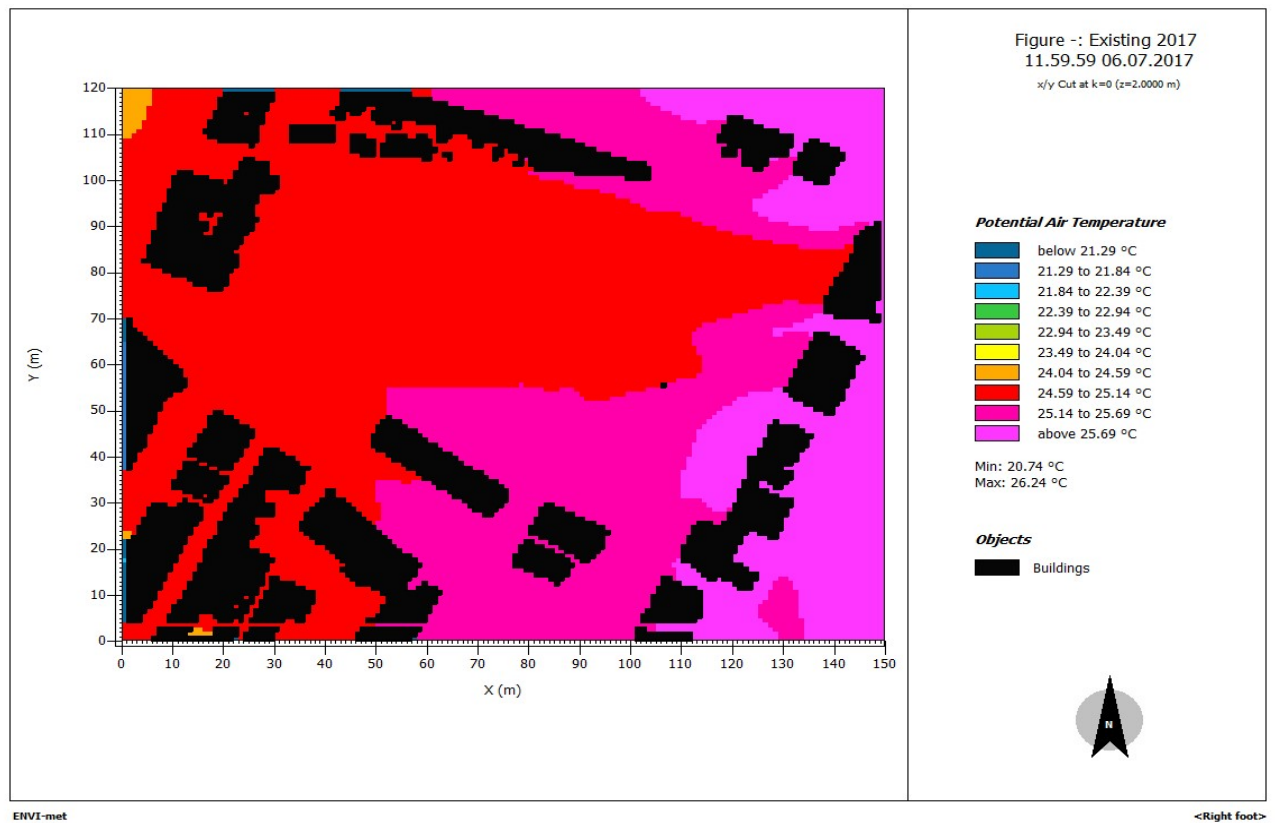 Figure -: Existing 2017
11.59.59 06.07.2017
x/y Cut at k=0 (z=2.0000 m)
120
110
100
90
80
70
60
50
40
30
20
10
0
Y (m)
0 10 20 30 40 50 60 70 80 90 100 110 120 130 140 150
X (m)
Potential Air Temperature
below 21.29 °C
21.29 to 21.84 °C
21.84 to 22.39 °C
22.39 to 22.94 °C
22.94 to 23.49 °C
23.49 to 24.04 °C
24.04 to 24.59 °C
24.59 to 25.14 °C
25.14 to 25.69 °C
above 25.69 °C
Min: 20.74 °C
Max: 26.24 °C
Objects
Buildings
N
ENVI-met
<Right foot>